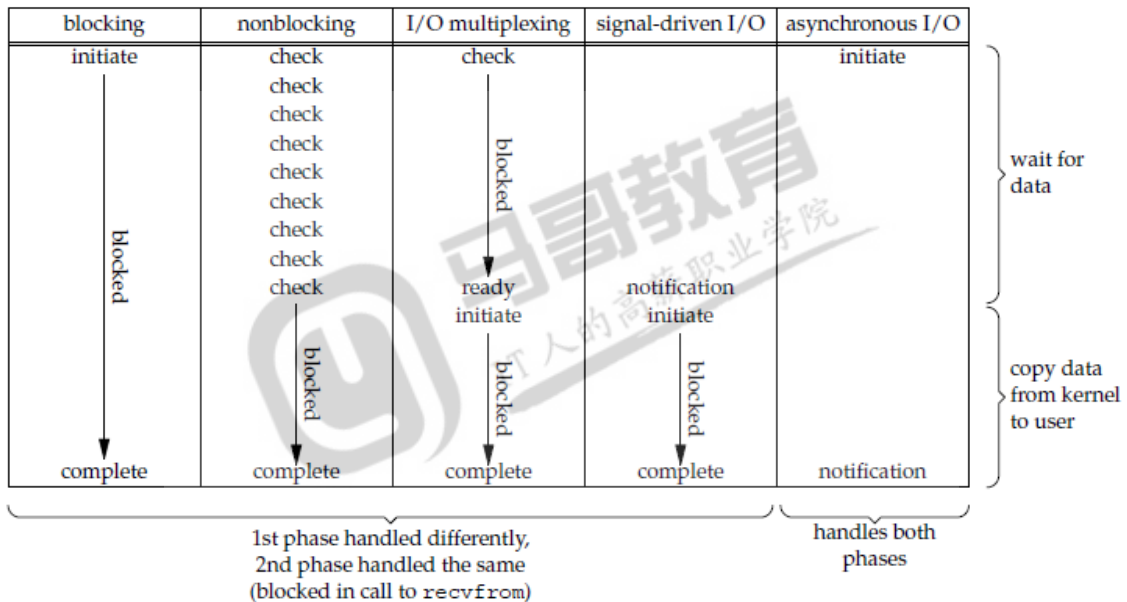 blocking nonblocking I/O multiplexing signal-driven I/O asynchronous I/O
initiate check check initiate
check
check
check
check
check
check
check
check ready notification
initiate initiate
blocked
blocked
blocked
blocked
blocked
complete complete complete complete notification
wait for
data
copy data
from kernel
to user
1st phase handled differently,
2nd phase handled the same
(blocked in call to recvfrom)
handles both
phases
马哥教育
IT人的高薪职业学院